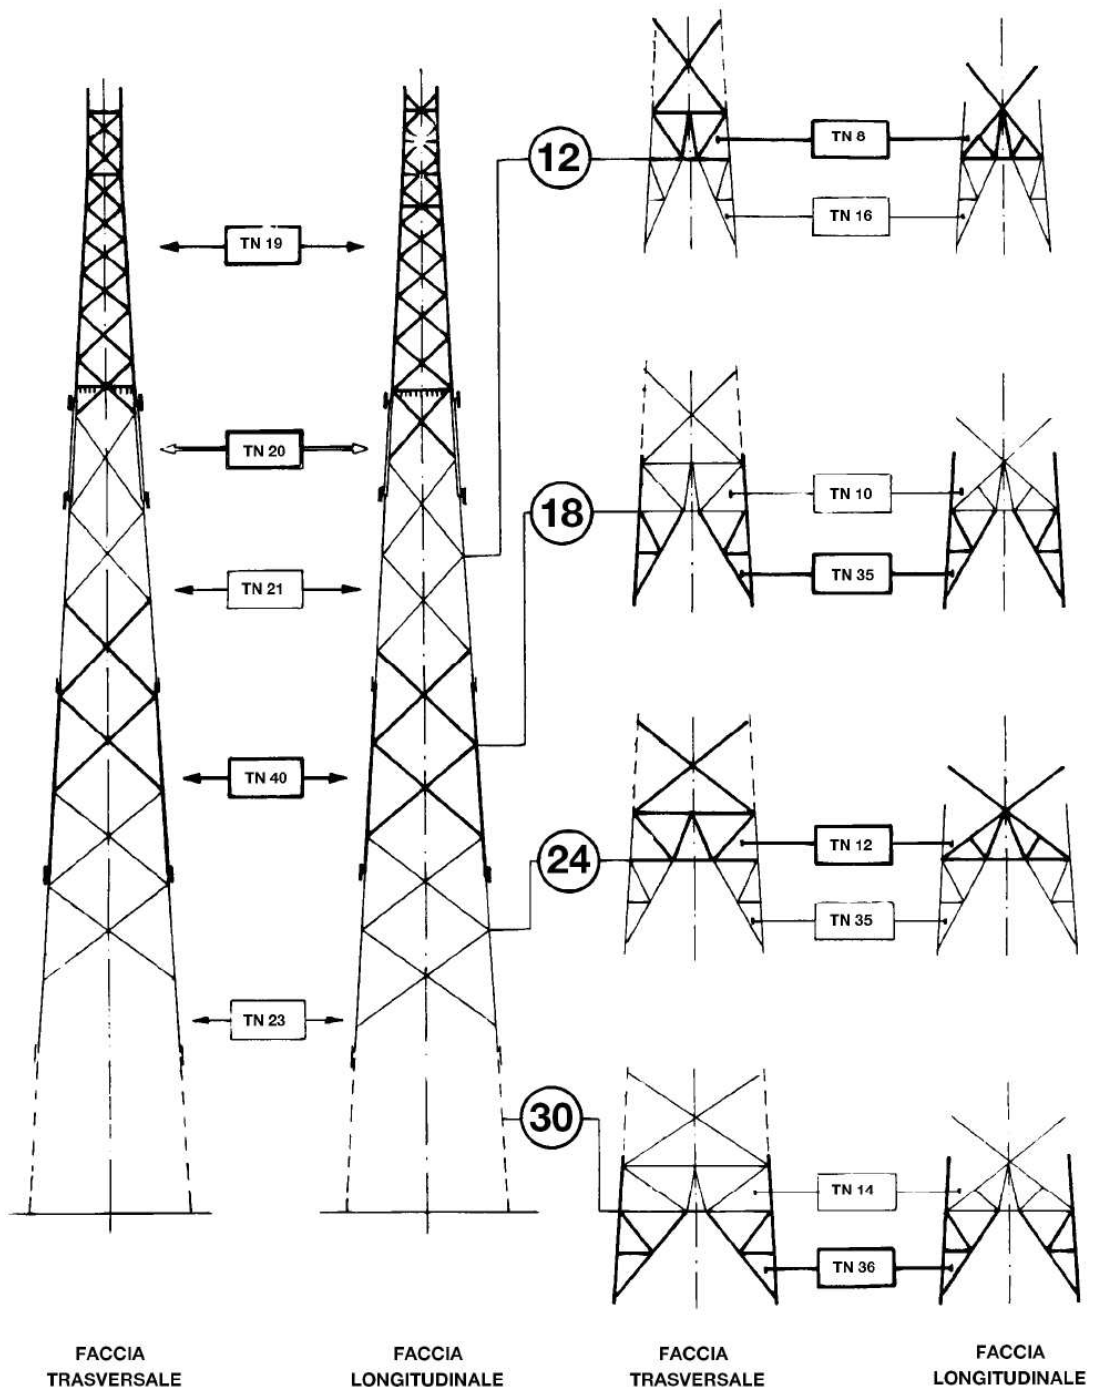 12
TN 8
TN 16
TN 19
TN 20
18
TN 10
TN 35
TN 21
TN 40
24
TN 12
TN 35
TN 23
30
TN 14
TN 36
FACCIA
TRASVERSALE
FACCIA
LONGITUDINALE
FACCIA
TRASVERSALE
FACCIA
LONGITUDINALE